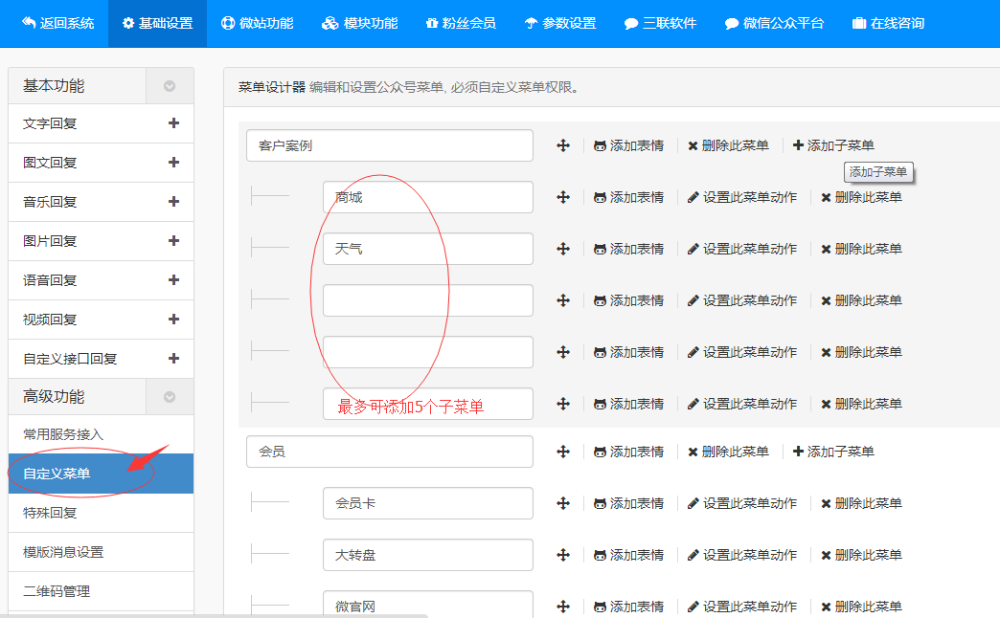 返回系统 基础设置 微站功能 模块功能 粉丝会员 参数设置 三联软件 微信公众平台 在线咨询
基本功能
文字回复
图文回复
音乐回复
图片回复
语音回复
视频回复
自定义接口回复
高级功能
常用服务接入
自定义菜单
特殊回复
模版消息设置
二维码管理
菜单设计器 编辑和设置公众号菜单, 必须自定义菜单权限。
客户案例 添加表情 删除此菜单 添加子菜单
添加子菜单
商城 添加表情 设置此菜单动作 删除此菜单
天气 添加表情 设置此菜单动作 删除此菜单
添加表情 设置此菜单动作 删除此菜单
添加表情 设置此菜单动作 删除此菜单
最多哥添加5个子菜单 添加表情 设置此菜单动作 删除此菜单
会员 添加表情 删除此菜单 添加子菜单
会员卡 添加表情 设置此菜单动作 删除此菜单
大转盘 添加表情 设置此菜单动作 删除此菜单
微官网 添加表情 设置此菜单动作 删除此菜单